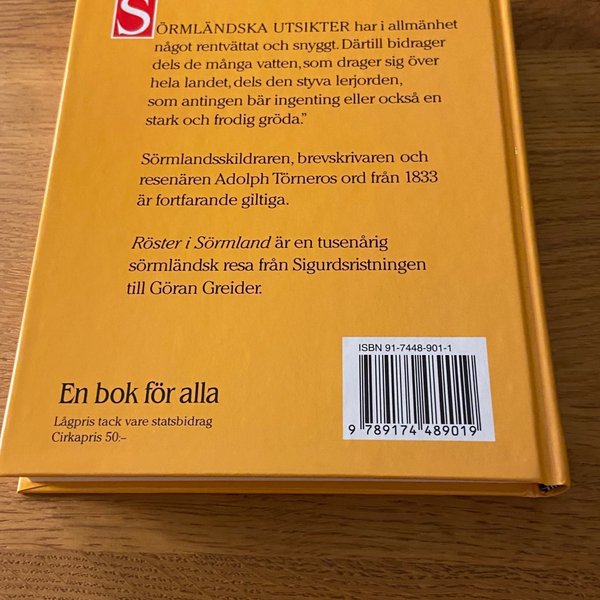 SÖRMLÄNDSKA UTSIKTER har i allmänhet
något rentvättat och snyggt. Därtill bidrager
dels de många vatten, som drager sig över
hela landet, dels den styva lerjorden,
som antingen bär ingenting eller också en
stark och frodig gröda.”
Sörmlandsskildraren, brevskrivaren och
resenären Adolph Törneros ord från 1833
är fortfarande giltiga.
Röster i Sörmland är en tusenårig
sörmländsk resa från Sigurdsristningen
till Göran Greider.
ISBN 91-7448-901-1
9 789174 489019
En bok för alla
Lågpris tack vare statsbidrag
Cirkapris 50:–